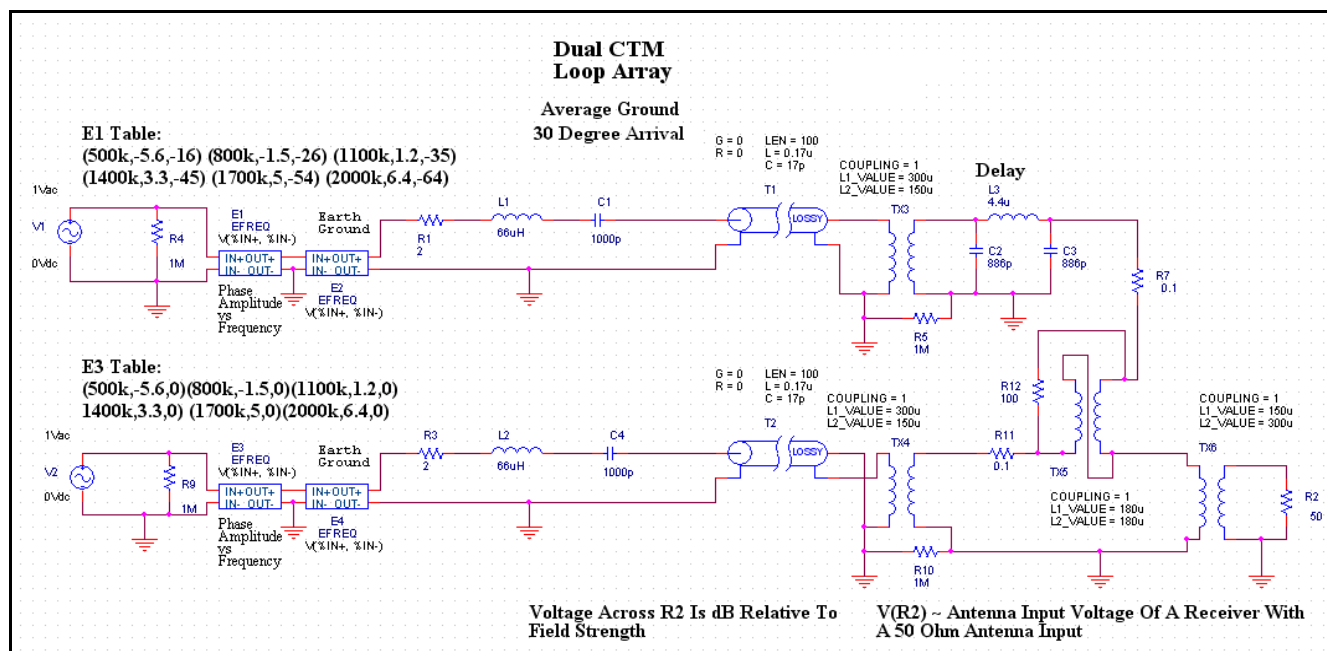 Dual CTM
Loop Array
Average Ground
30 Degree Arrival
E1 Table:
(500k,-5.6,-16) (800k,-1.5,-26) (1100k,1.2,-35)
(1400k,3.3,-45) (1700k,5,-54) (2000k,6.4,-64)
1Vac
V1
0Vdc
R4
1M
E1
EFREQ
V(%IN+, %IN-)
IN+ OUT+
IN- OUT-
Phase
Amplitude
vs
Frequency
Earth
Ground
IN+ OUT+
IN- OUT-
E2
EFREQ
V(%IN+, %IN-)
R1
2
L1
66uH
C1
1000p
G = 0
R = 0
LEN = 100
L = 0.17u
C = 17p
T1
LOSSY
COUPLING = 1
L1_VALUE = 300u
L2_VALUE = 150u
TX3
Delay
L3
4.4u
C2
886p
C3
886p
R5
1M
R7
0.1
E3 Table:
(500k,-5.6,0)(800k,-1.5,0)(1100k,1.2,0)
1400k,3.3,0) (1700k,5,0)(2000k,6.4,0)
1Vac
V2
0Vdc
R9
1M
E3
EFREQ
V(%IN+, %IN-)
IN+ OUT+
IN- OUT-
Phase
Amplitude
vs
Frequency
Earth
Ground
IN+ OUT+
IN- OUT-
E4
EFREQ
V(%IN+, %IN-)
R3
2
L2
66uH
C4
1000p
G = 0
R = 0
LEN = 100
L = 0.17u
C = 17p
T2
LOSSY
COUPLING = 1
L1_VALUE = 300u
L2_VALUE = 150u
TX4
R10
1M
R11
0.1
R12
100
TX5
COUPLING = 1
L1_VALUE = 180u
L2_VALUE = 180u
COUPLING = 1
L1_VALUE = 150u
L2_VALUE = 300u
TX6
R2
50
Voltage Across R2 Is dB Relative To
Field Strength
V(R2) ~ Antenna Input Voltage Of A Receiver With
A 50 Ohm Antenna Input